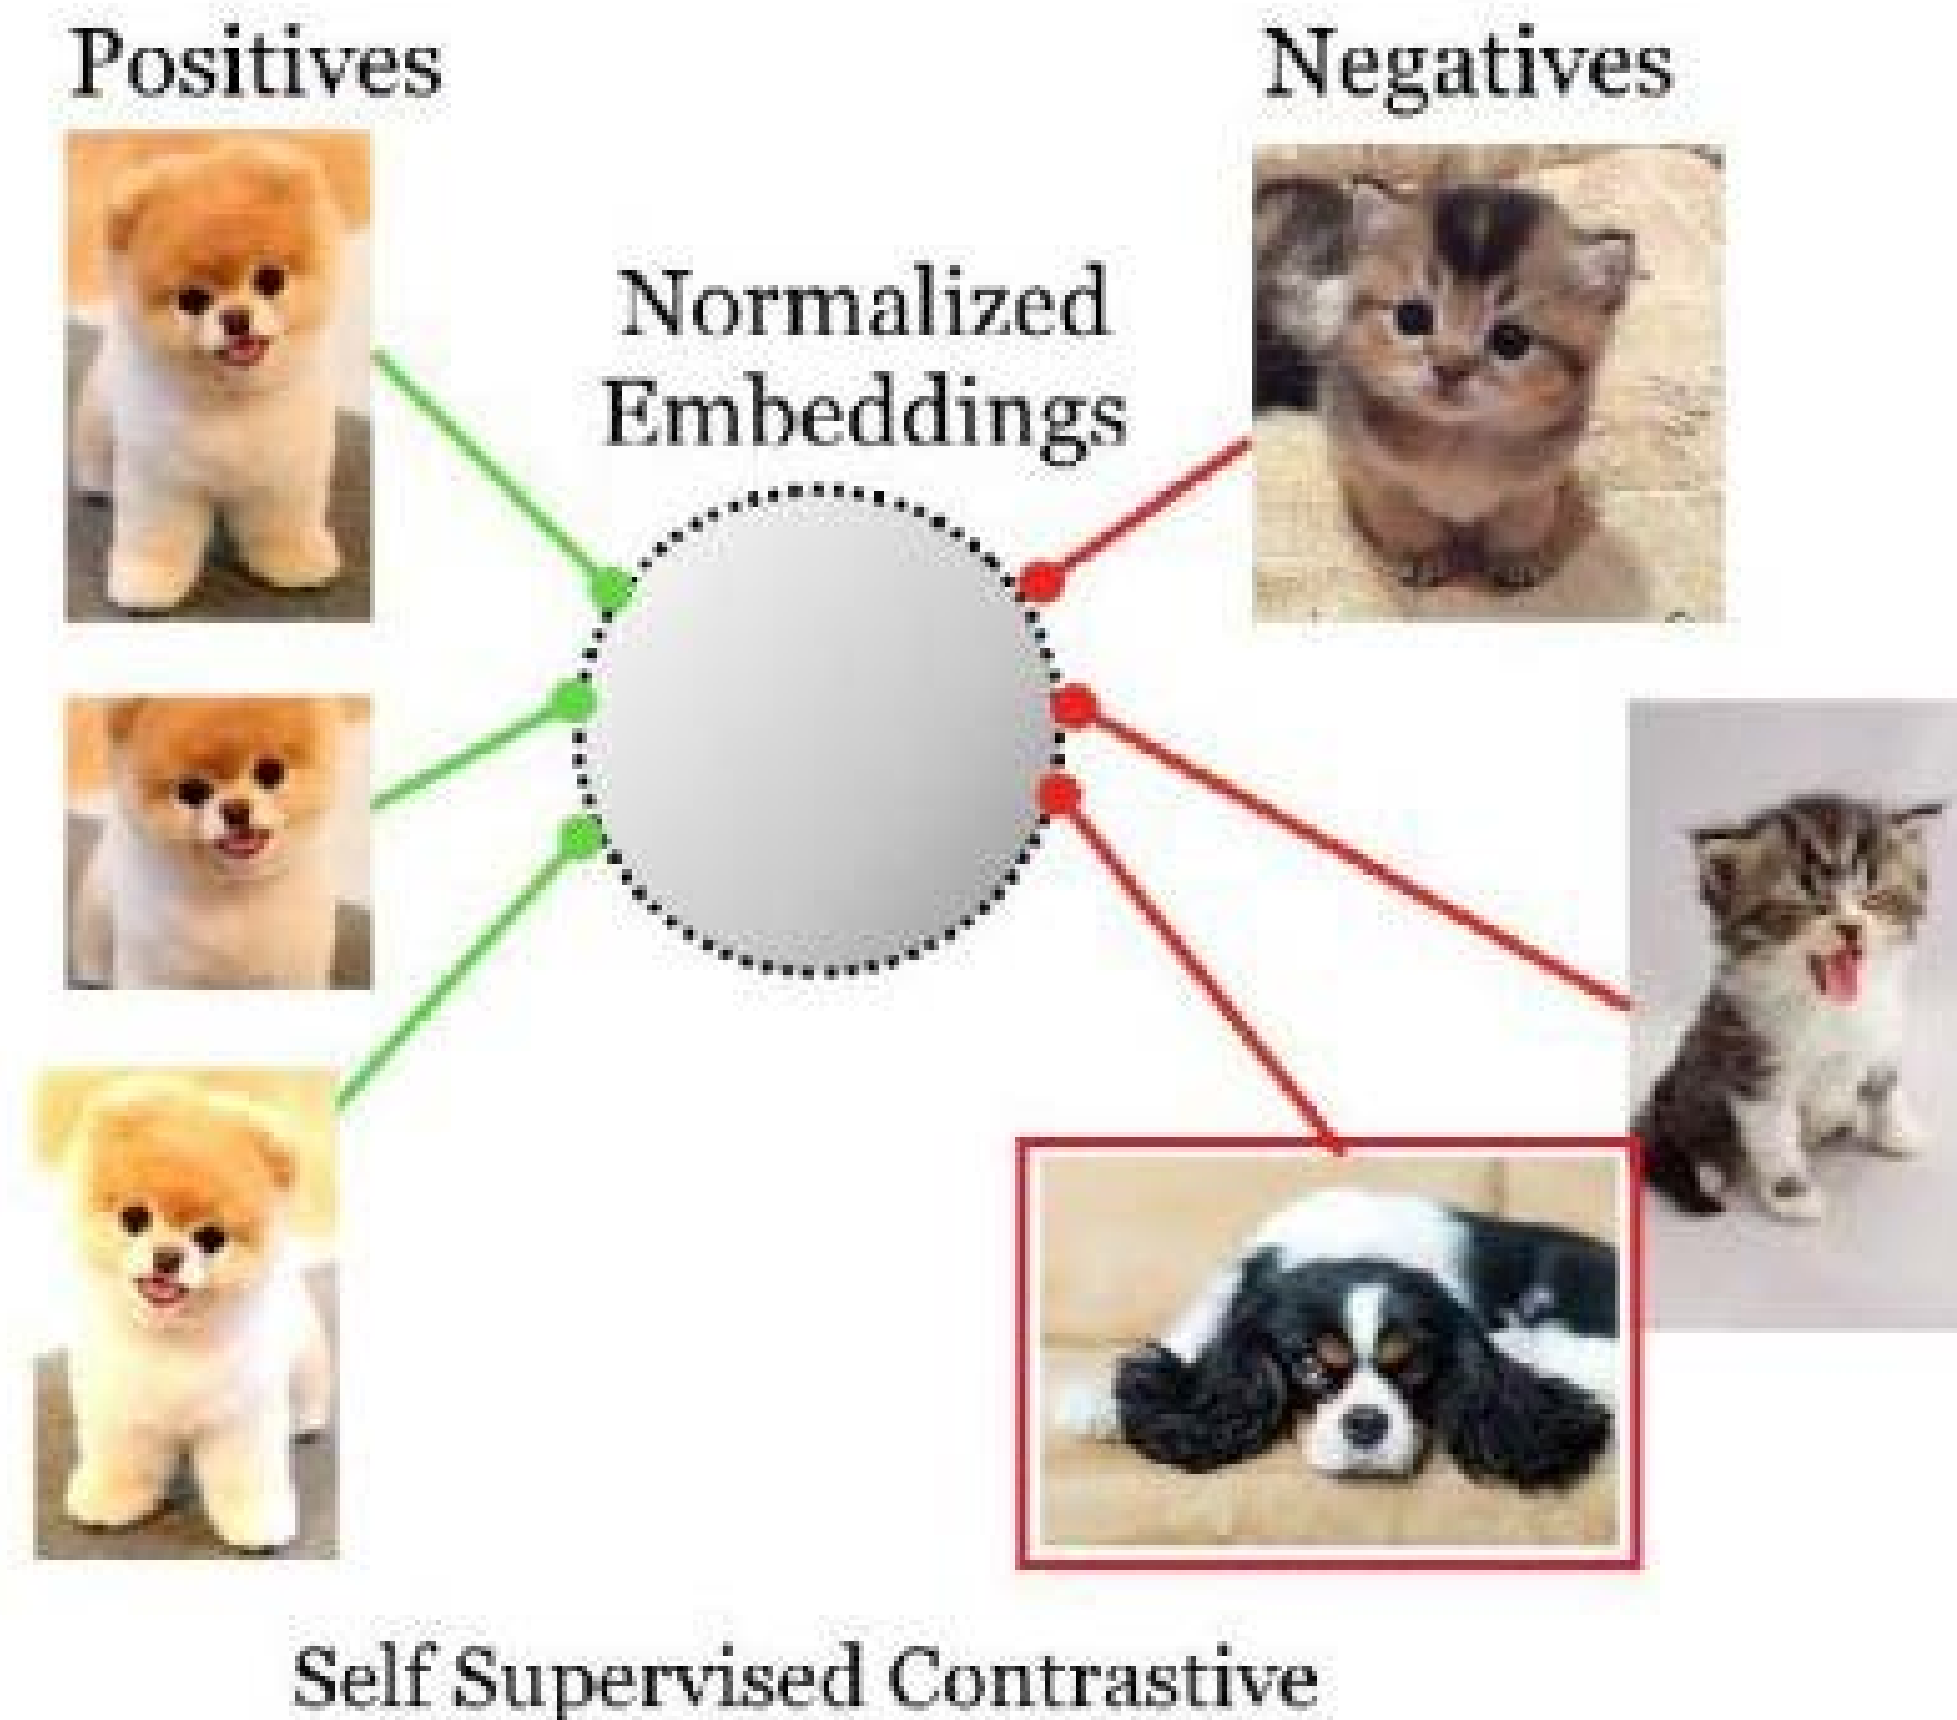 Positives
Negatives
Normalized
Embeddings
Self Supervised Contrastive